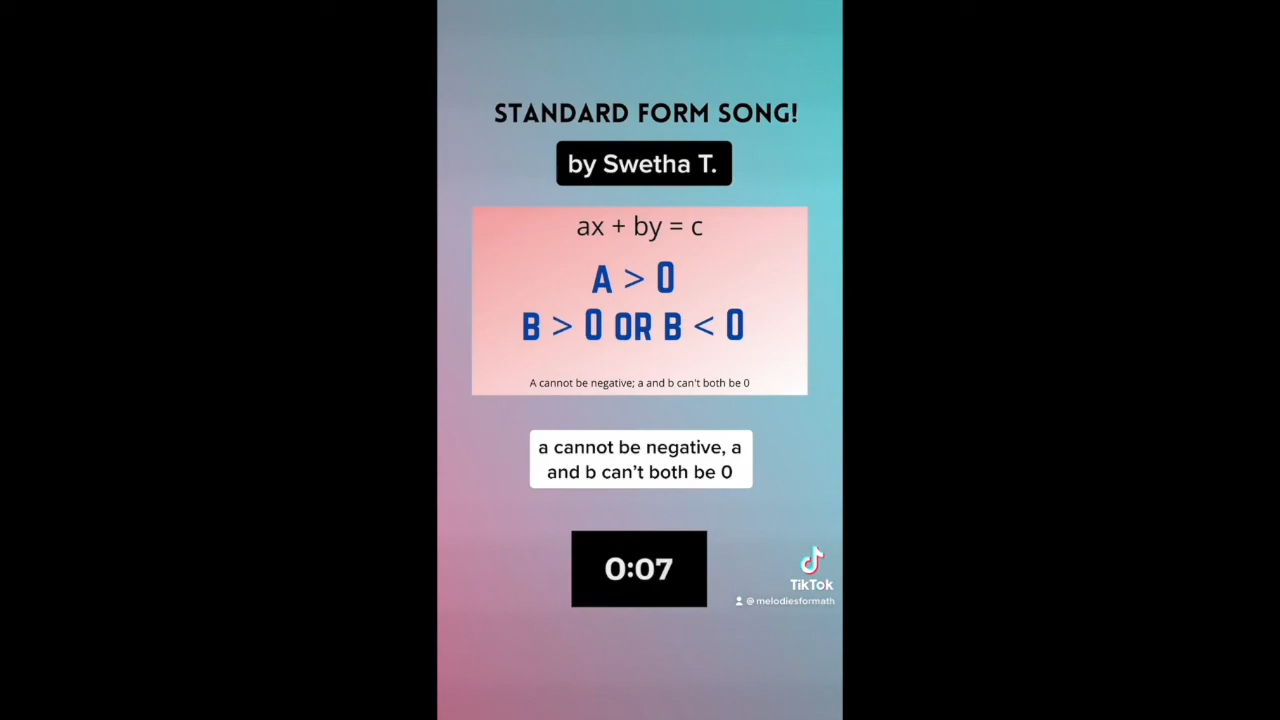 STANDARD FORM SONG!
by Swetha T.
ax + by = c
A > 0
B > 0 OR B < 0
A cannot be negative; a and b can't both be 0
a cannot be negative, a
and b can’t both be 0
0:07
TikTok
@melodiesformath